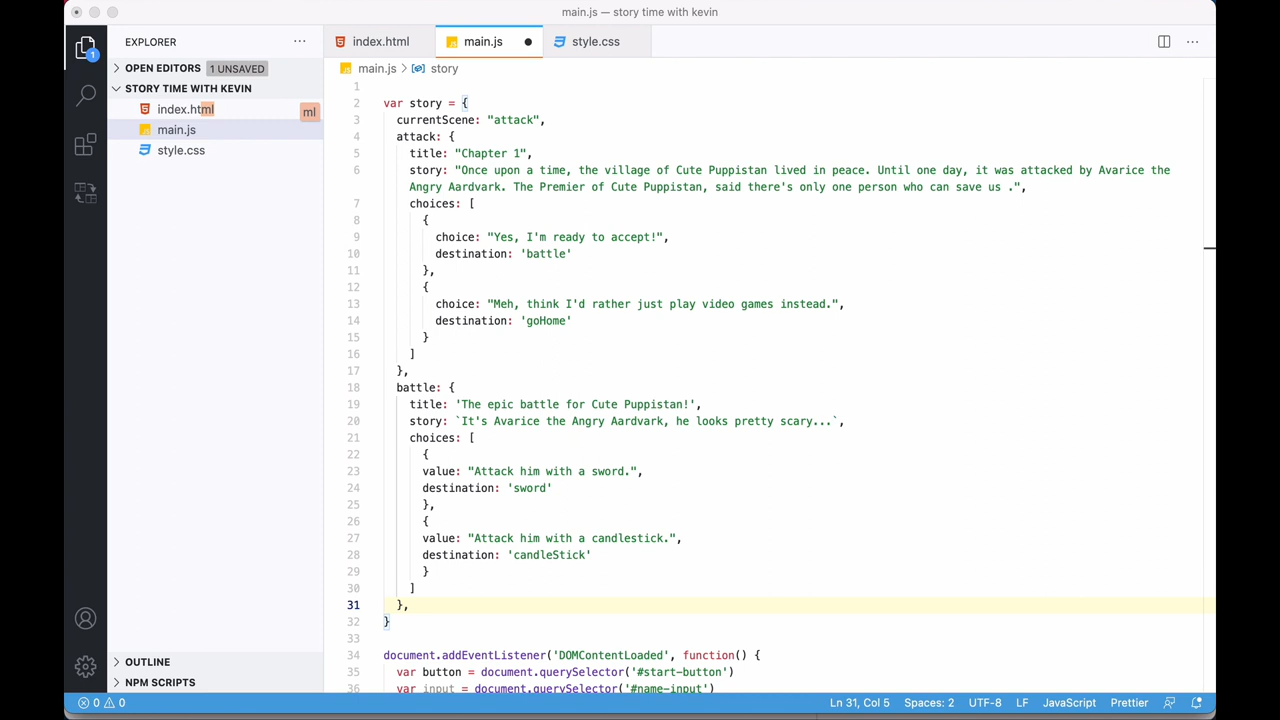 main.js — story time with kevin
EXPLORER
index.html
main.js
style.css
OPEN EDITORS 1 UNSAVED
main.js > story
STORY TIME WITH KEVIN
index.html ml
main.js
style.css
1
1
2 var story = {
3 currentScene: "attack",
4 attack: {
5 title: "Chapter 1",
6 story: "Once upon a time, the village of Cute Puppistan lived in peace. Until one day, it was attacked by Avarice the
Angry Aardvark. The Premier of Cute Puppistan, said there's only one person who can save us .",
7 choices: [
8 {
9 choice: "Yes, I'm ready to accept!",
10 destination: 'battle'
11 },
12 {
13 choice: "Meh, think I'd rather just play video games instead.",
14 destination: 'goHome'
15 }
16 ]
17 },
18 battle: {
19 title: 'The epic battle for Cute Puppistan!',
20 story: `It's Avarice the Angry Aardvark, he looks pretty scary...`,
21 choices: [
22 {
23 value: "Attack him with a sword.",
24 destination: 'sword'
25 },
26 {
27 value: "Attack him with a candlestick.",
28 destination: 'candleStick'
29 }
30 ]
31 },
32 }
33
34 document.addEventListener('DOMContentLoaded', function() {
35 var button = document.querySelector('#start-button')
36 var input = document.querySelector('#name-input')
OUTLINE
NPM SCRIPTS
0 0
Ln 31, Col 5
Spaces: 2
UTF-8
LF
JavaScript
Prettier